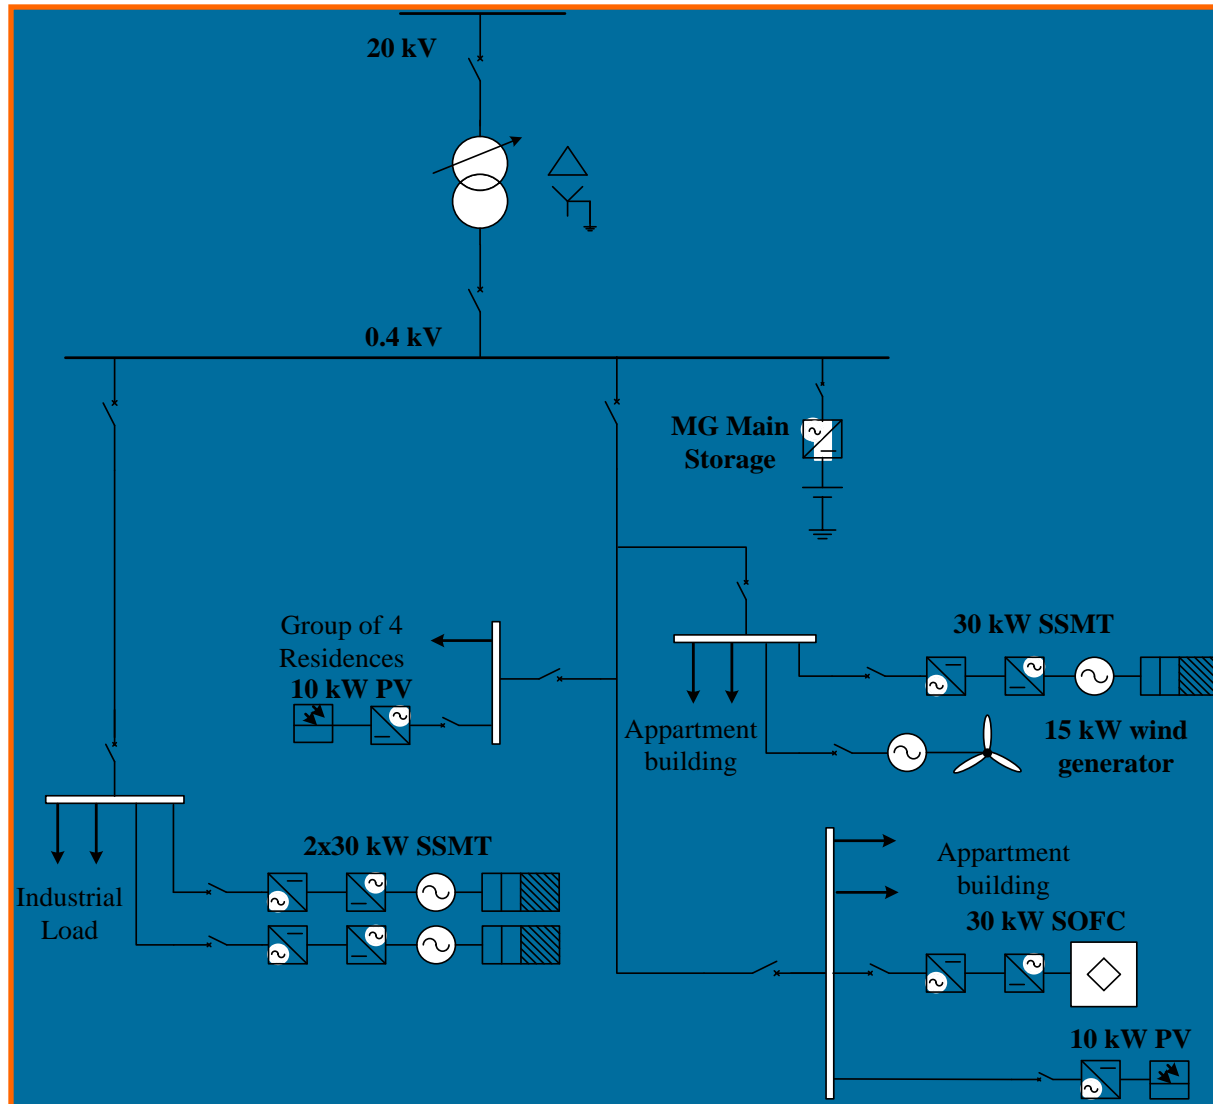 20 kV
0.4 kV
MG Main
Storage
Group of 4
Residences
10 kW PV
30 kW SSMT
Appartment
building
15 kW wind
generator
2x30 kW SSMT
Industrial
Load
Appartment
building
30 kW SOFC
10 kW PV